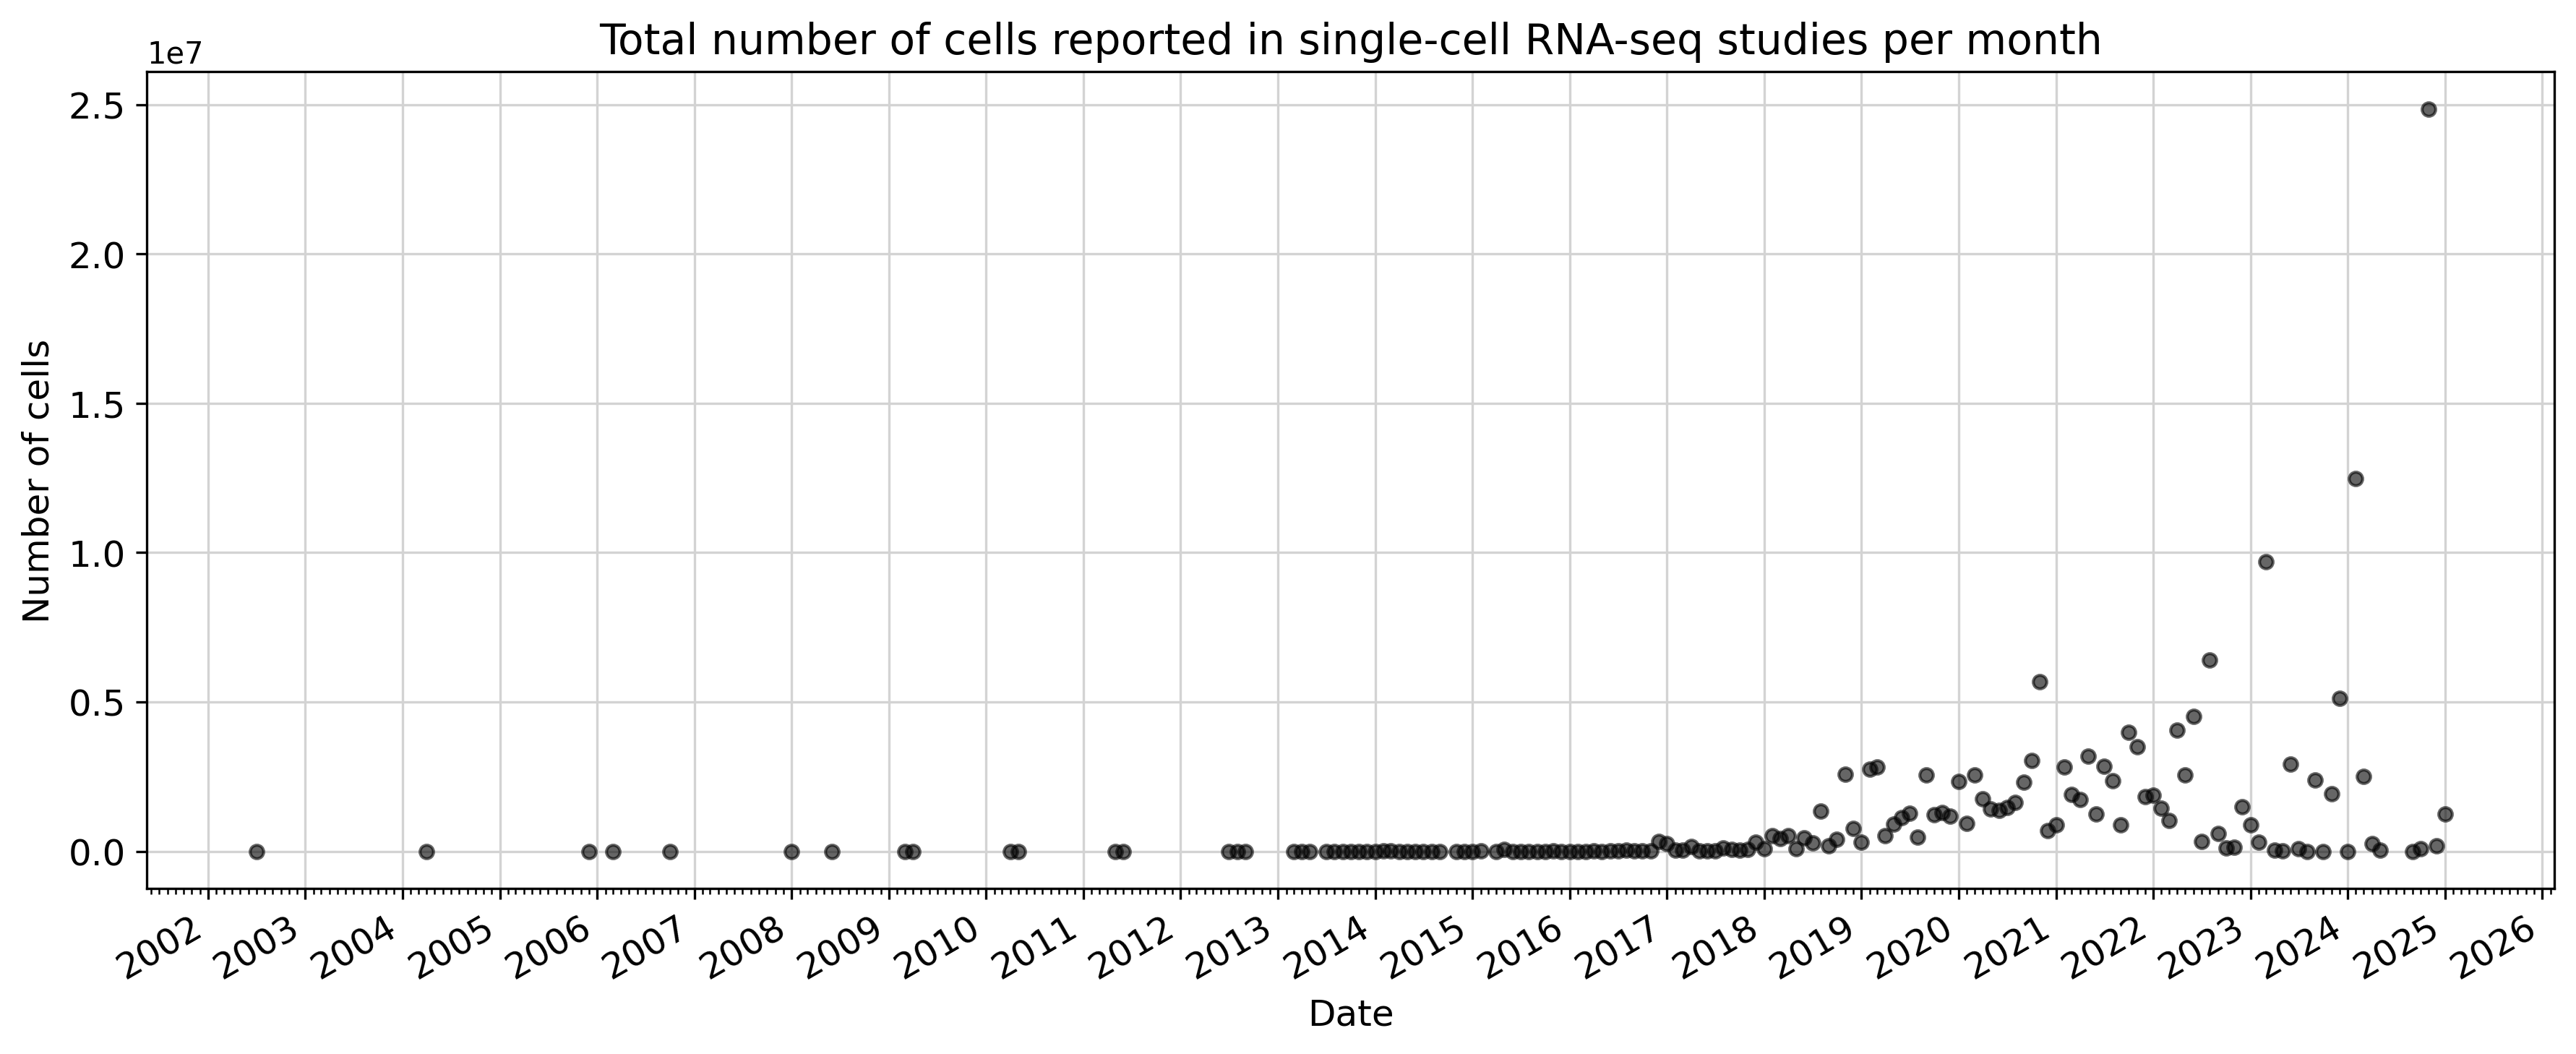 Total number of cells reported in single-cell RNA-seq studies per month
1e7
2.5
2.0
1.5
1.0
0.5
0.0
Number of cells
2002 2003 2004 2005 2006 2007 2008 2009 2010 2011 2012 2013 2014 2015 2016 2017 2018 2019 2020 2021 2022 2023 2024 2025 2026
Date